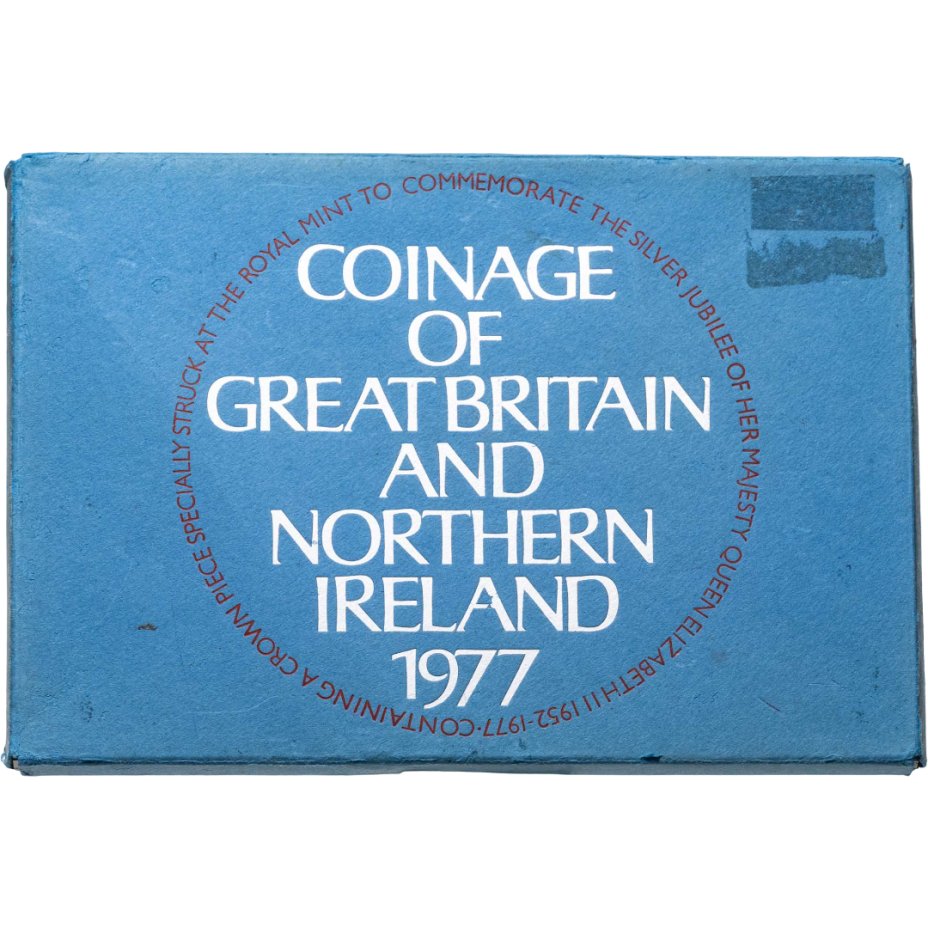 COINAGE
OF
GREAT BRITAIN
AND
NORTHERN
IRELAND
1977
·CONTAINING A CROWN PIECE SPECIALLY STRUCK AT THE ROYAL MINT TO COMMEMORATE THE SILVER JUBILEE OF HER MAJESTY QUEEN ELIZABETH II 1952-1977